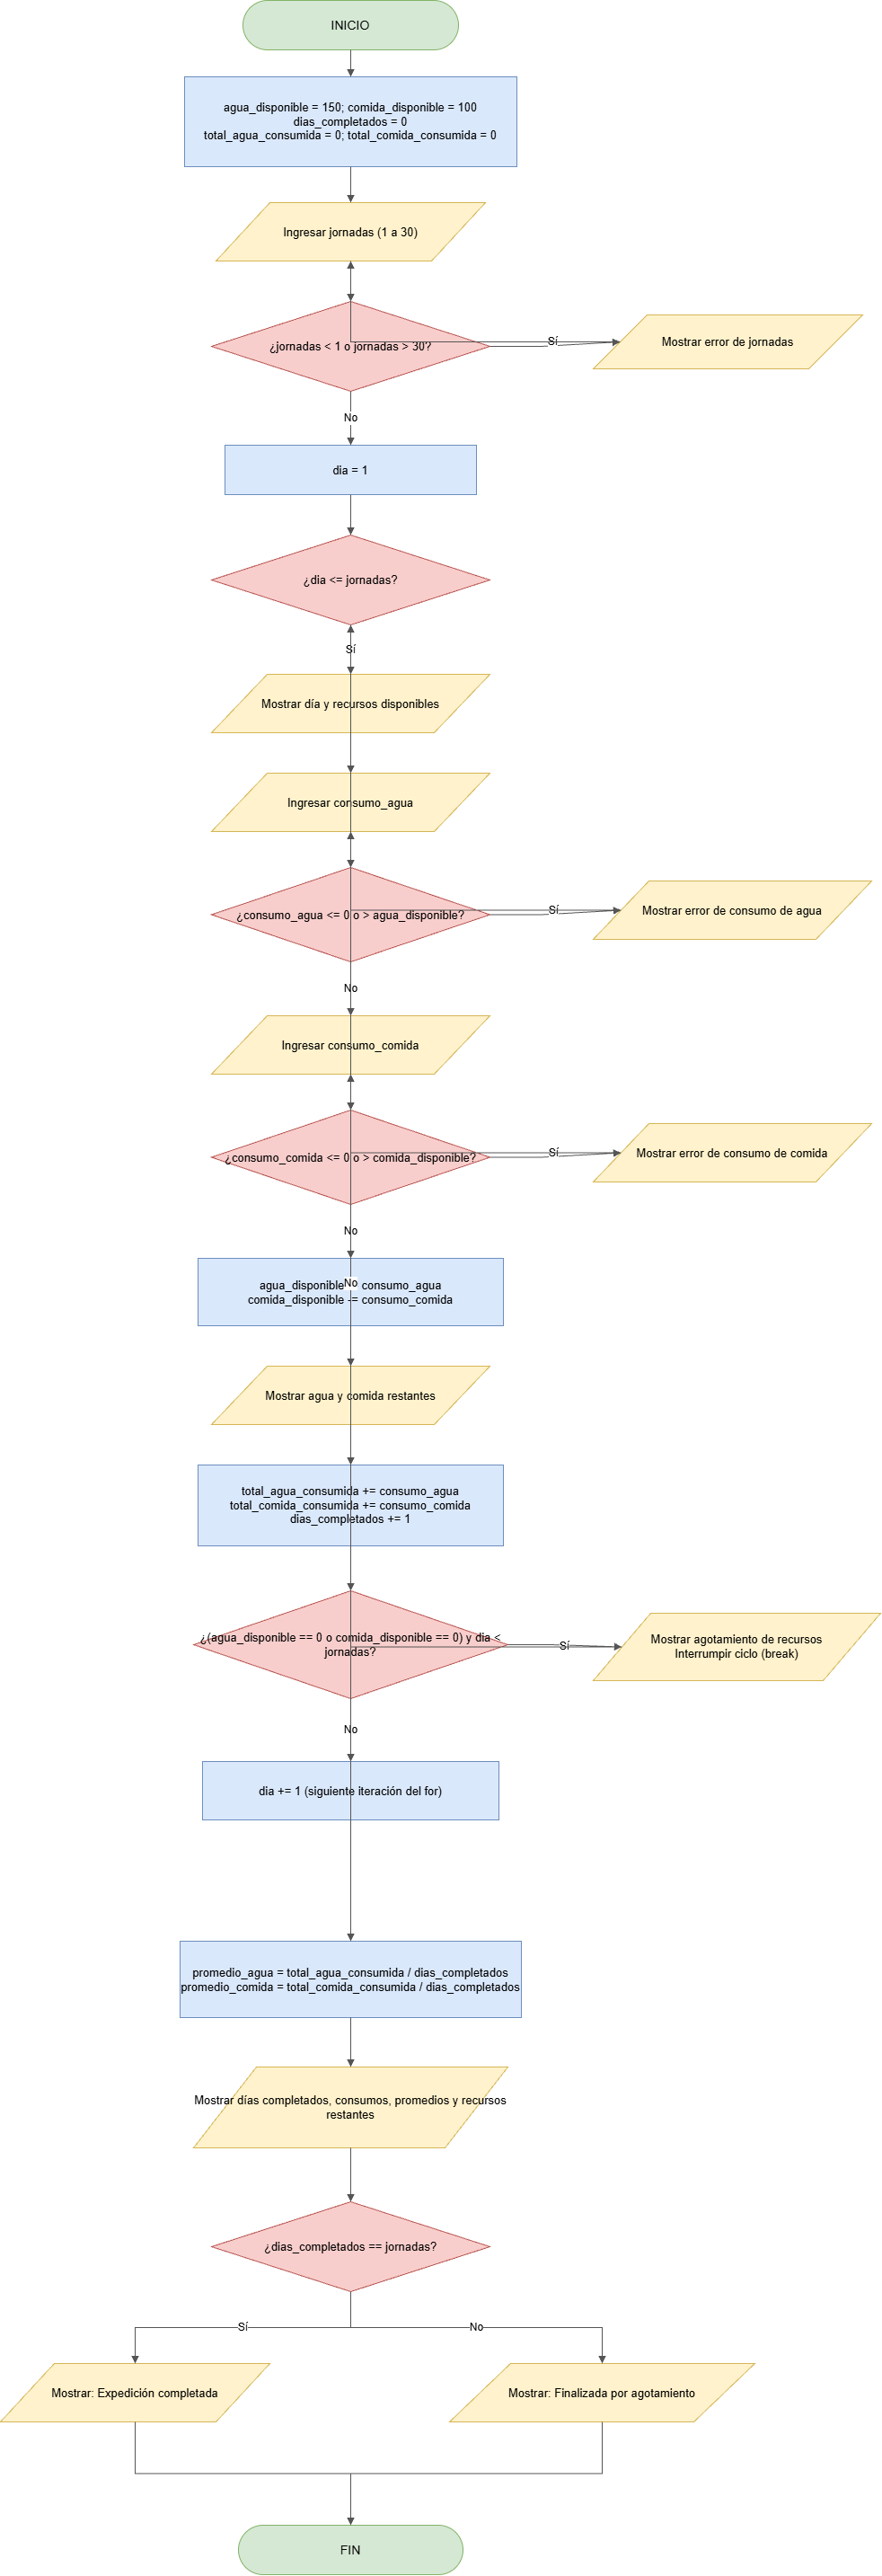 INICIO
agua_disponible = 150; comida_disponible = 100
dias_completados = 0
total_agua_consumida = 0; total_comida_consumida = 0
Ingresar jornadas (1 a 30)
¿jornadas < 1 o jornadas > 30?
Sí
Mostrar error de jornadas
No
dia = 1
¿dia <= jornadas?
Sí
Mostrar día y recursos disponibles
Ingresar consumo_agua
¿consumo_agua <= 0 o > agua_disponible?
Sí
Mostrar error de consumo de agua
No
Ingresar consumo_comida
¿consumo_comida <= 0 o > comida_disponible?
Sí
Mostrar error de consumo de comida
No
agua_disponible consumo_agua
No
comida_disponible -= consumo_comida
Mostrar agua y comida restantes
total_agua_consumida += consumo_agua
total_comida_consumida += consumo_comida
dias_completados += 1
¿(agua_disponible == 0 o comida_disponible == 0) y dia <
jornadas?
Sí
Mostrar agotamiento de recursos
Interrumpir ciclo (break)
No
dia += 1 (siguiente iteración del for)
promedio_agua = total_agua_consumida / dias_completados
promedio_comida = total_comida_consumida / dias_completados
Mostrar días completados, consumos, promedios y recursos
restantes
¿dias_completados == jornadas?
Sí
No
Mostrar: Expedición completada
Mostrar: Finalizada por agotamiento
FIN